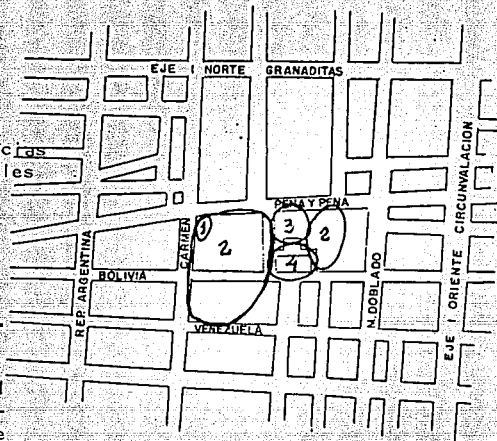 EJE 1 NORTE GRANADITAS
les
PEÑA Y PEÑA
CARMEN
1
2
3
2
4
REP. ARGENTINA
BOLIVIA
VENEZUELA
M. DOBLADO
EJE 1 ORIENTE CIRCUNVALACION